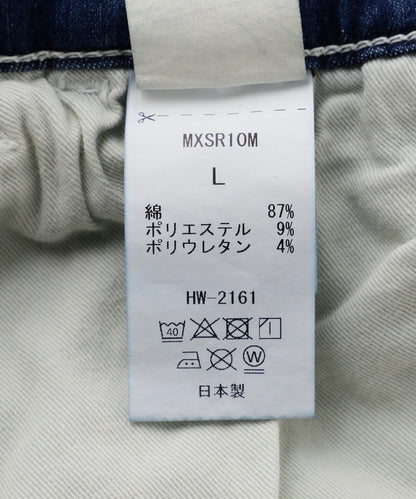 MXSR10M
L
綿 87%
ポリエステル 9%
ポリウレタン 4%
HW-2161
40
W
日本製